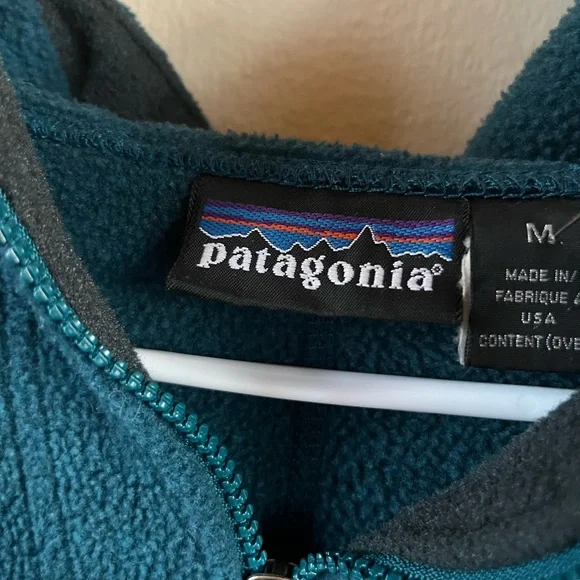 patagonia®
M
MADE IN/
FABRIQUE
USA
CONTENT (OVE